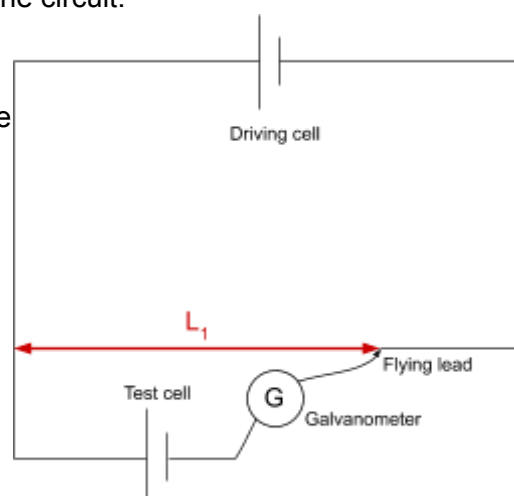 circuit.
Driving cell
L₁
Flying lead
Test cell
G
Galvanometer